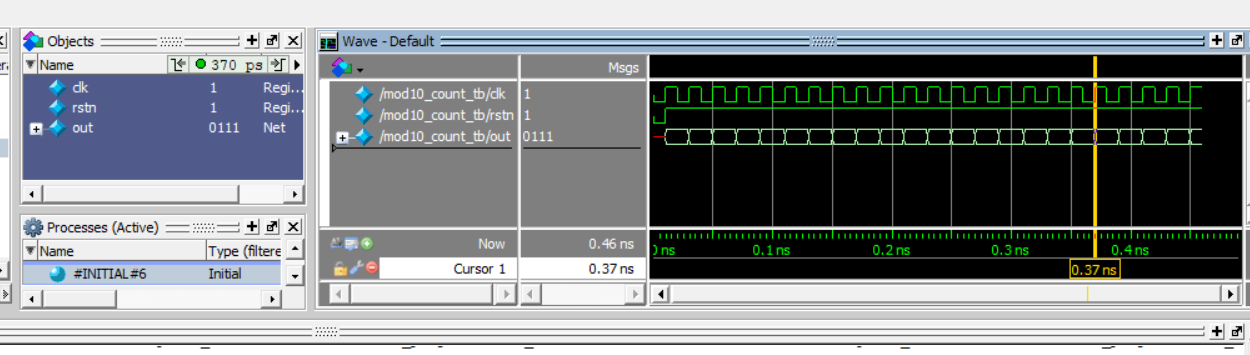 Objects
Name 370 ps
clk 1 Regi...
rstn 1 Regi...
out 0111 Net
Processes (Active)
Name Type (filtere
#INITIAL#6 Initial
Wave - Default
Msgs
/mod10_count_tb/clk 1
/mod10_count_tb/rstn 1
/mod10_count_tb/out 0111
Now 0.46 ns
Cursor 1 0.37 ns
0.1 ns 0.2 ns 0.3 ns 0.4 ns
0.37 ns